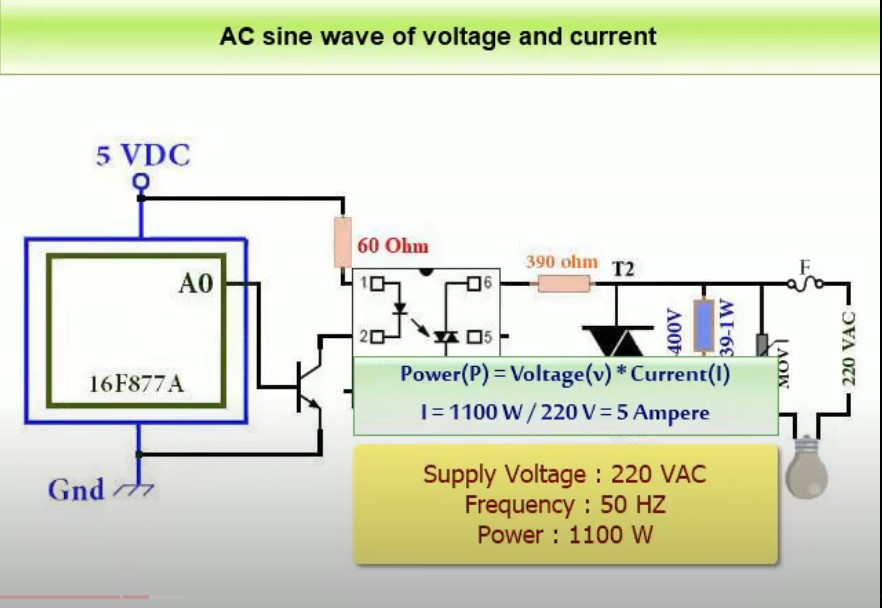 AC sine wave of voltage and current
5 VDC
60 Ohm
390 ohm
T2
F
A0
1
6
2
5
16F877A
400V
39-1W
MOV
220 VAC
Power(P) = Voltage(v) * Current(I)
I = 1100 W / 220 V = 5 Ampere
Gnd
Supply Voltage : 220 VAC
Frequency : 50 HZ
Power : 1100 W